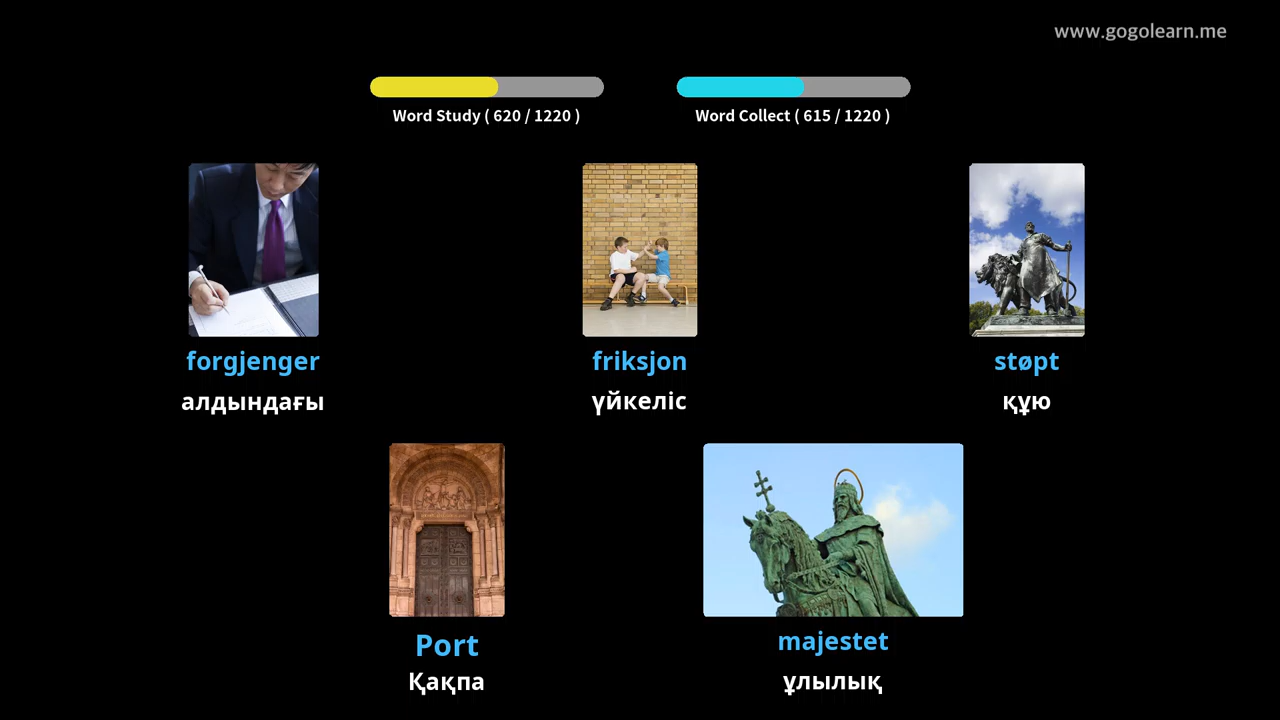 www.gogolearn.me
Word Study ( 620 / 1220 )
Word Collect ( 615 / 1220 )
forgjenger
алдындағы
friksjon
үйкеліс
støpt
құю
Port
Қақпа
majestet
ұлылық